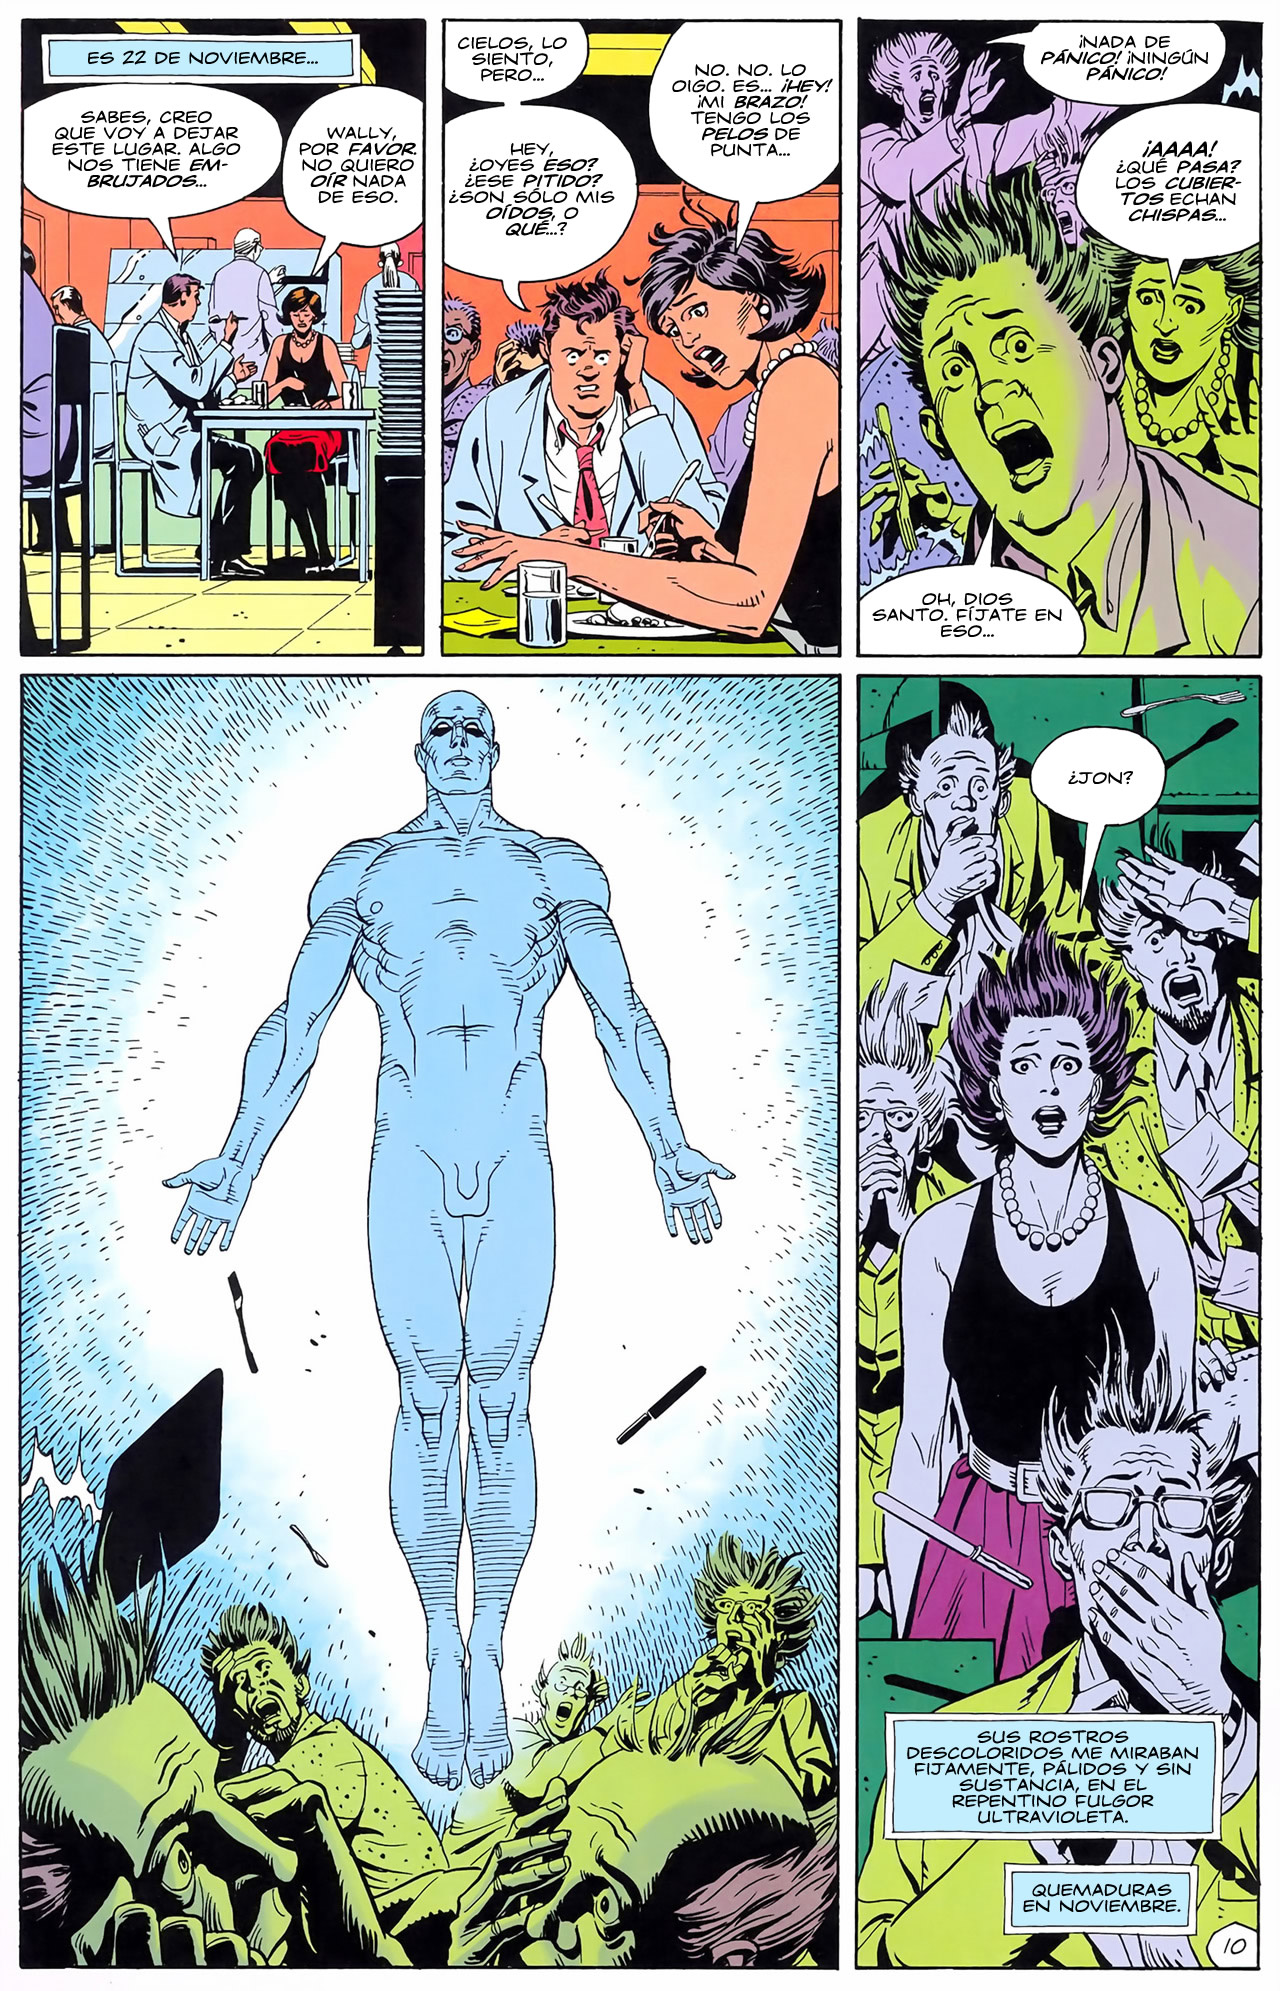 ES 22 DE NOVIEMBRE...
SABES, CREO
QUE VOY A DEJAR
ESTE LUGAR. ALGO
NOS TIENE EM-
BRUJADOS...
WALLY,
POR FAVOR.
NO QUIERO
OÍR NADA
DE ESO.
CIELOS, LO
SIENTO,
PERO...
HEY,
¿OYES ESO?
¿ESE PITIDO?
¿SON SÓLO MIS
OÍDOS, O
QUÉ...?
NO. NO. LO
OIGO. ES... ¡HEY!
¡MI BRAZO!
TENGO LOS
PELOS DE
PUNTA...
¡NADA DE
PÁNICO! ¡NINGÚN
PÁNICO!
¡AAAA!
¿QUÉ PASA?
LOS CUBIER-
TOS ECHAN
CHISPAS...
OH, DIOS
SANTO. FÍJATE EN
ESO...
¿JON?
SUS ROSTROS
DESCOLORIDOS ME MIRABAN
FIJAMENTE, PÁLIDOS Y SIN
SUSTANCIA, EN EL
REPENTINO FULGOR
ULTRAVIOLETA.
QUEMADURAS
EN NOVIEMBRE.
10